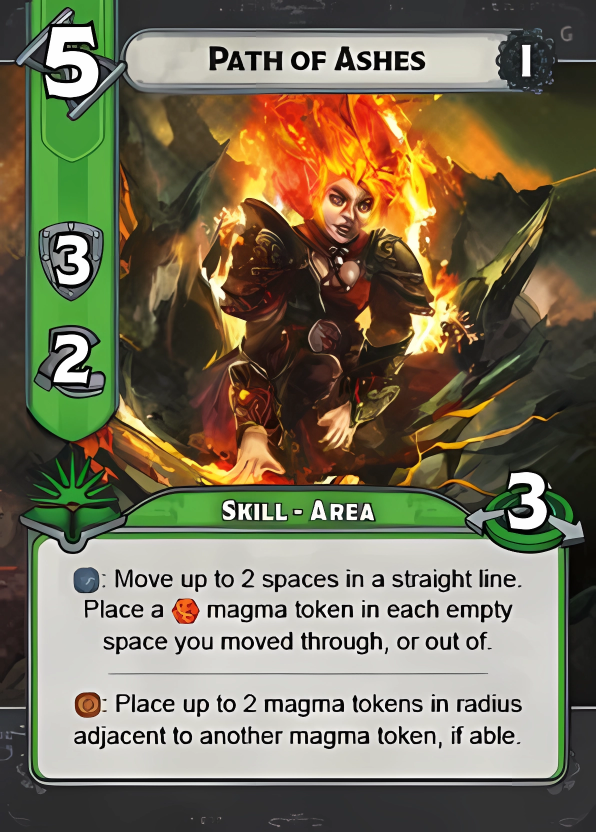 5
PATH OF ASHES
I
G
3
2
SKILL - AREA
3
: Move up to 2 spaces in a straight line.
Place a magma token in each empty
space you moved through, or out of.
: Place up to 2 magma tokens in radius
adjacent to another magma token, if able.